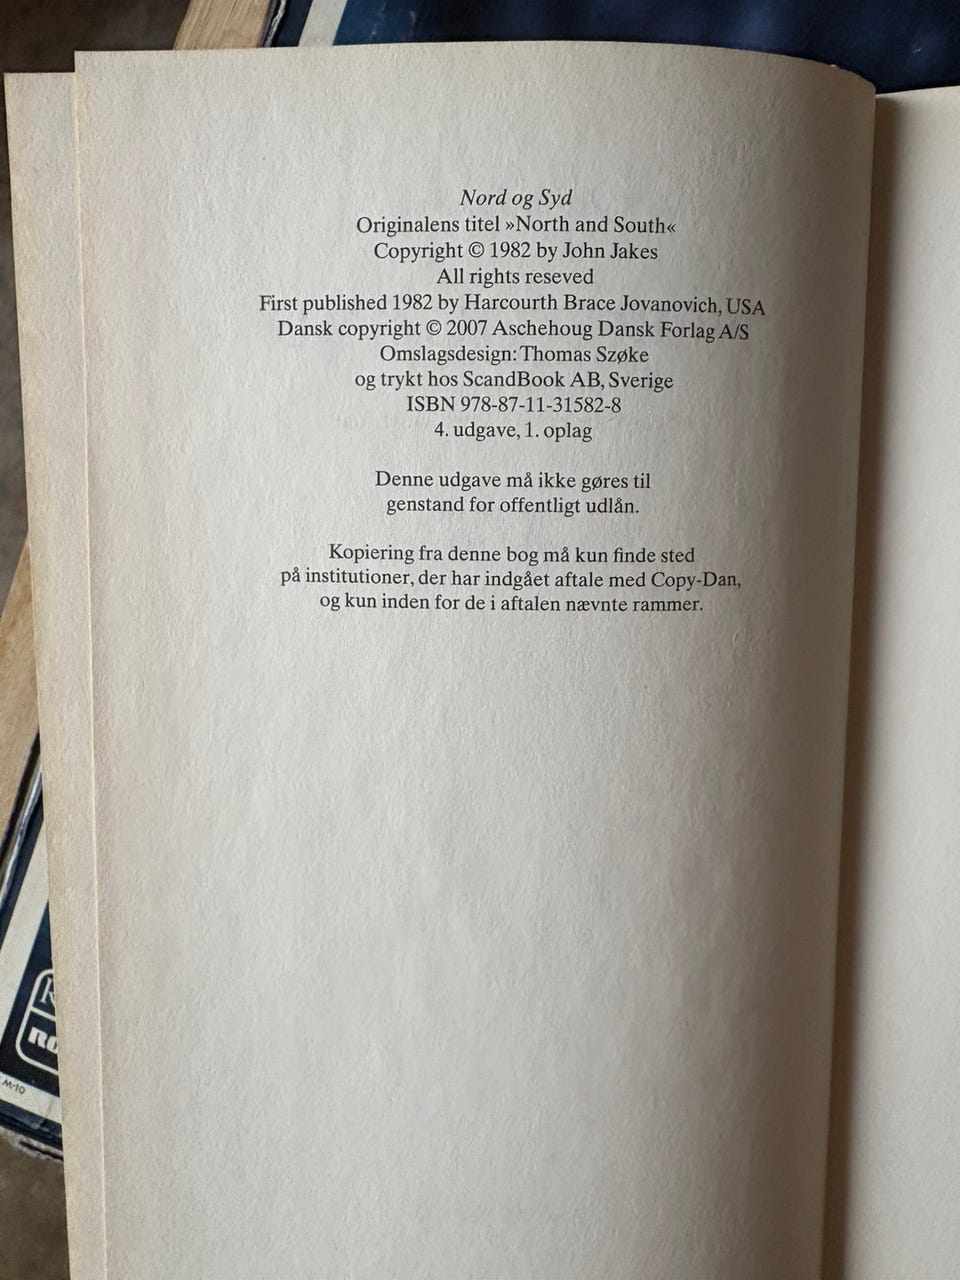 Nord og Syd
Originalens titel »North and South«
Copyright © 1982 by John Jakes
All rights reseved
First published 1982 by Harcourth Brace Jovanovich, USA
Dansk copyright © 2007 Aschehoug Dansk Forlag A/S
Omslagsdesign: Thomas Szøke
og trykt hos ScandBook AB, Sverige
ISBN 978-87-11-31582-8
4. udgave, 1. oplag
Denne udgave må ikke gøres til
genstand for offentligt udlån.
Kopiering fra denne bog må kun finde sted
på institutioner, der har indgået aftale med Copy-Dan,
og kun inden for de i aftalen nævnte rammer.